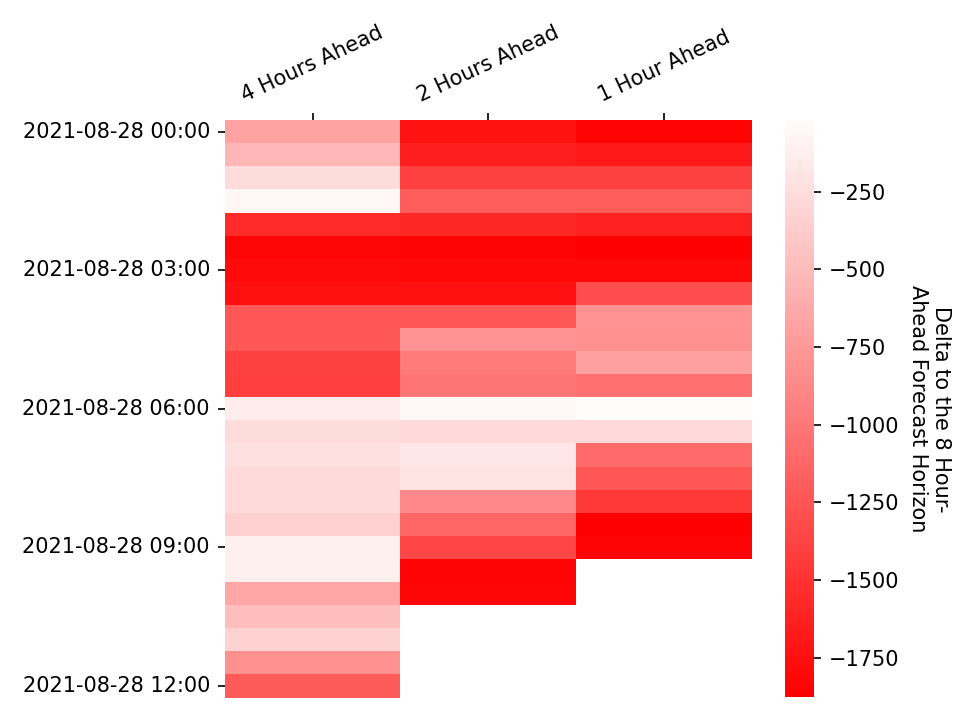 4 Hours Ahead
2 Hours Ahead
1 Hour Ahead
2021-08-28 00:00
2021-08-28 03:00
2021-08-28 06:00
2021-08-28 09:00
2021-08-28 12:00
−250
−500
−750
−1000
−1250
−1500
−1750
Delta to the 8 Hour-
Ahead Forecast Horizon